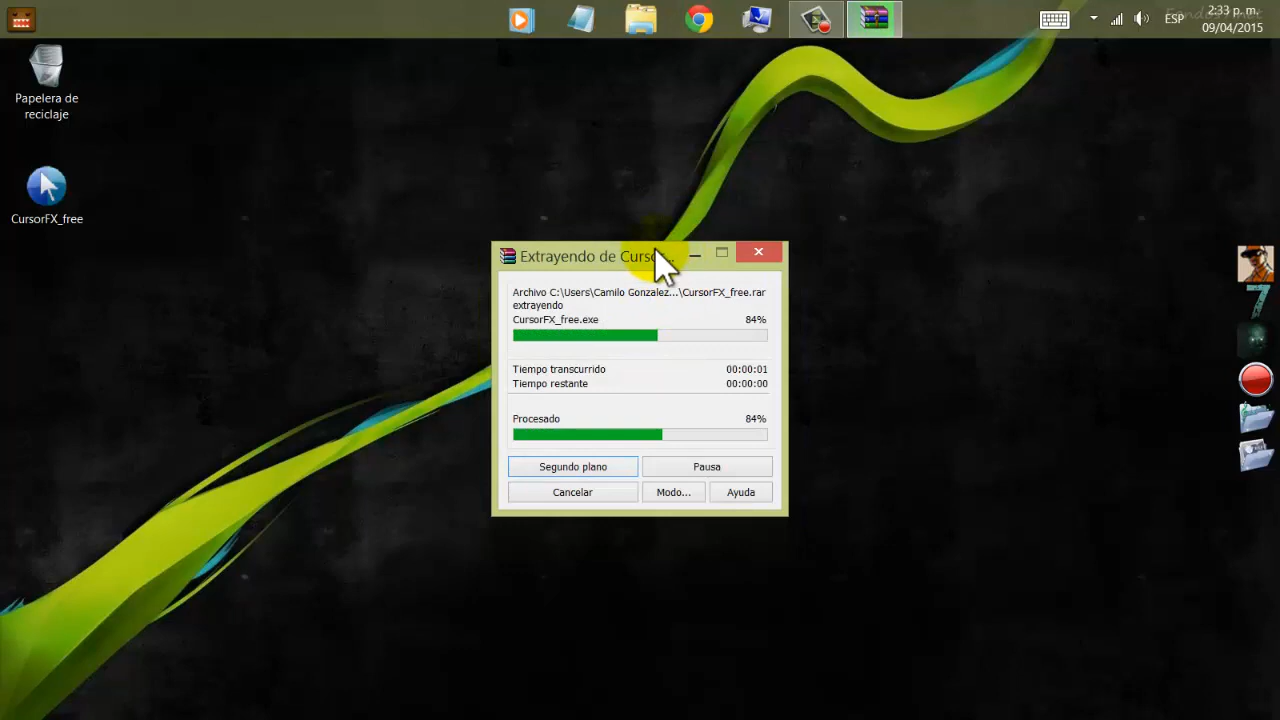 ESP
2:33 p. m.
09/04/2015
Papelera de
reciclaje
CursorFX_free
Extrayendo de Curso...
Archivo C:\Users\Camilo Gonzalez...\CursorFX_free.rar
extrayendo
CursorFX_free.exe 84%
Tiempo transcurrido 00:00:01
Tiempo restante 00:00:00
Procesado 84%
Segundo plano Pausa
Cancelar Modo... Ayuda
7